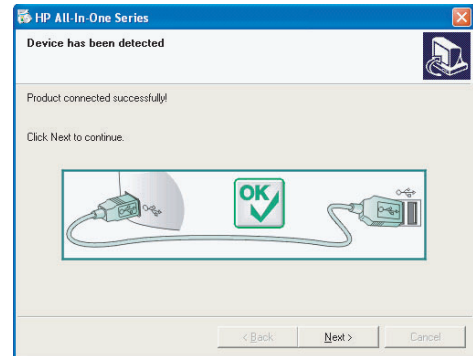 HP All-In-One Series
Device has been detected
Product connected successfully!
Click Next to continue.
OK
< Back
Next >
Cancel